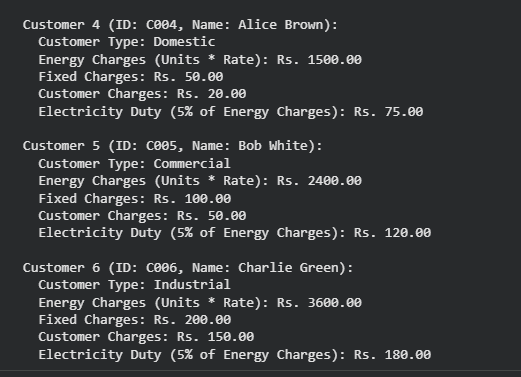 Customer 4 (ID: C004, Name: Alice Brown):
Customer Type: Domestic
Energy Charges (Units * Rate): Rs. 1500.00
Fixed Charges: Rs. 50.00
Customer Charges: Rs. 20.00
Electricity Duty (5% of Energy Charges): Rs. 75.00
Customer 5 (ID: C005, Name: Bob White):
Customer Type: Commercial
Energy Charges (Units * Rate): Rs. 2400.00
Fixed Charges: Rs. 100.00
Customer Charges: Rs. 50.00
Electricity Duty (5% of Energy Charges): Rs. 120.00
Customer 6 (ID: C006, Name: Charlie Green):
Customer Type: Industrial
Energy Charges (Units * Rate): Rs. 3600.00
Fixed Charges: Rs. 200.00
Customer Charges: Rs. 150.00
Electricity Duty (5% of Energy Charges): Rs. 180.00